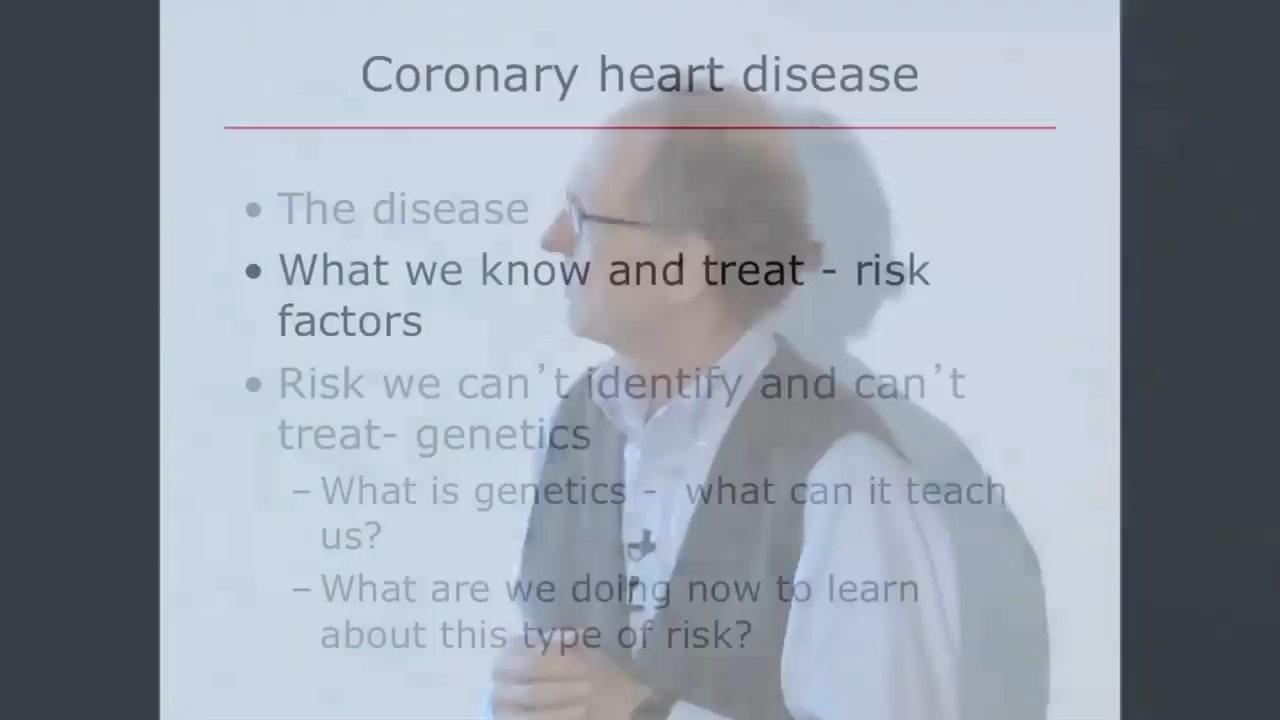 Coronary heart disease
• The disease
• What we know and treat - risk
factors
• Risk we can’t identify and can’t
treat- genetics
– What is genetics - what can it teach
us?
– What are we doing now to learn
about this type of risk?